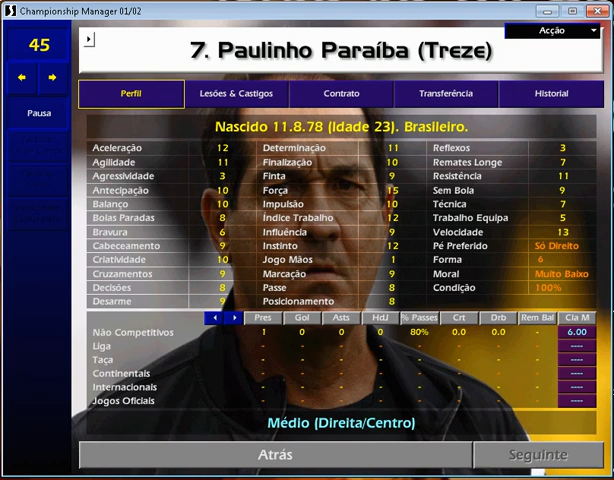 Championship Manager 01/02
45
Acção
7. Paulinho Paraíba (Treze)
Perfil Lesões & Castigos Contrato Transferência Historial
Pausa
Nascido 11.8.78 (Idade 23). Brasileiro.
Aceleração 12 Determinação 11 Reflexos 3
Agilidade 11 Finalização 10 Remates Longe 7
Agressividade 3 Finta 9 Resistência 11
Antecipação 10 Força 15 Sem Bola 9
Balanço 10 Impulsão 10 Técnica 7
Bolas Paradas 8 Índice Trabalho 12 Trabalho Equipa 5
Bravura 6 Influência 9 Velocidade 13
Cabeceamento 9 Instinto 12 Pé Preferido Só Direito
Criatividade 10 Jogo Mãos 1 Forma 6
Cruzamentos 9 Marcação 9 Moral Muito Baixo
Decisões 8 Passe 8 Condição 100%
Desarme 9 Posicionamento 8
Pres Gol Asts HdJ % Passes Crt Drb Rem Bal Cla M
Não Competitivos 1 0 0 0 80% 0.0 0.0 - 6.00
Liga - - - - - - - - ----
Taça - - - - - - - - ----
Continentais - - - - - - - - ----
Internacionais - - - - - - - - ----
Jogos Oficiais - - - - - - - - ----
Médio (Direita/Centro)
Atrás Seguinte